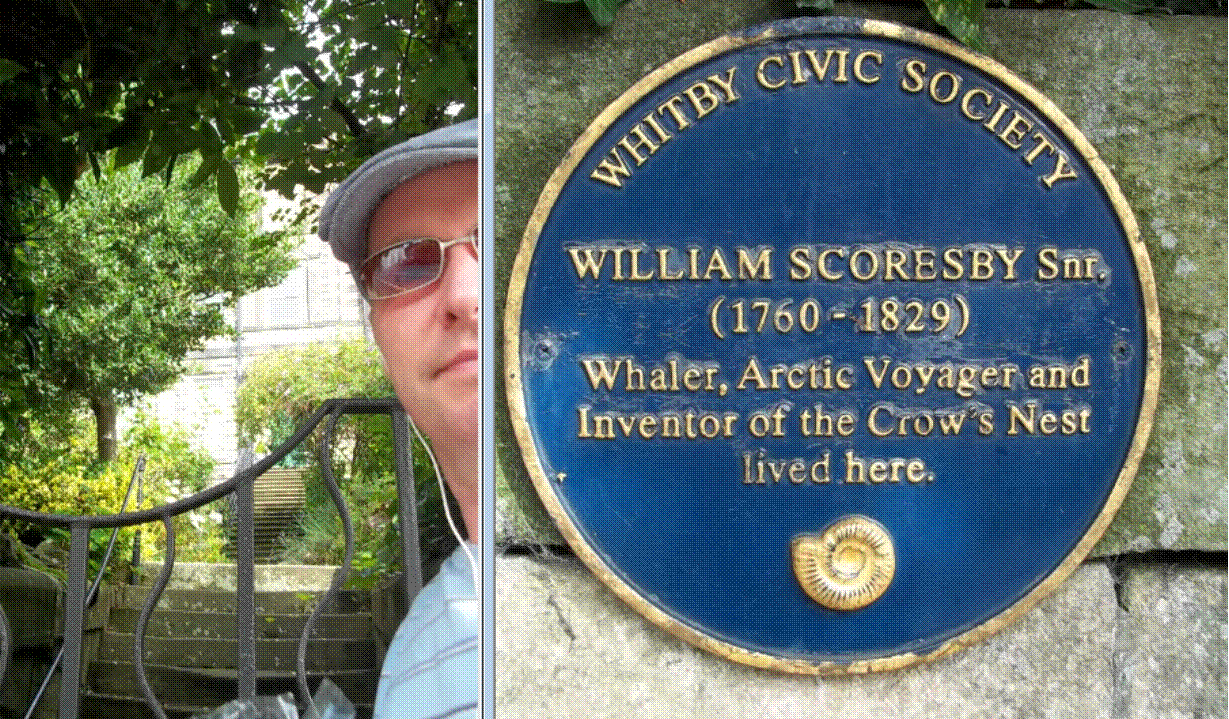 WHITBY CIVIC SOCIETY
WILLIAM SCORESBY Snr.
(1760 - 1829)
Whaler, Arctic Voyager and
Inventor of the Crow's Nest
lived here.